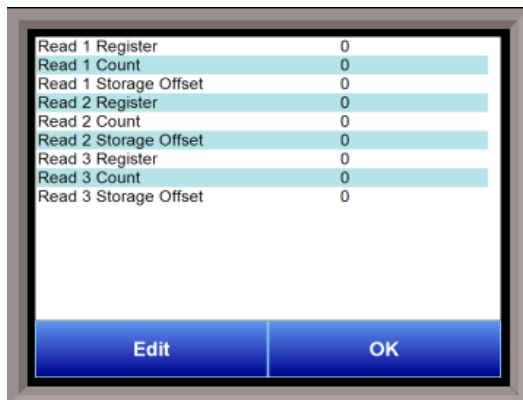 Read 1 Register 0
Read 1 Count 0
Read 1 Storage Offset 0
Read 2 Register 0
Read 2 Count 0
Read 2 Storage Offset 0
Read 3 Register 0
Read 3 Count 0
Read 3 Storage Offset 0
Edit OK